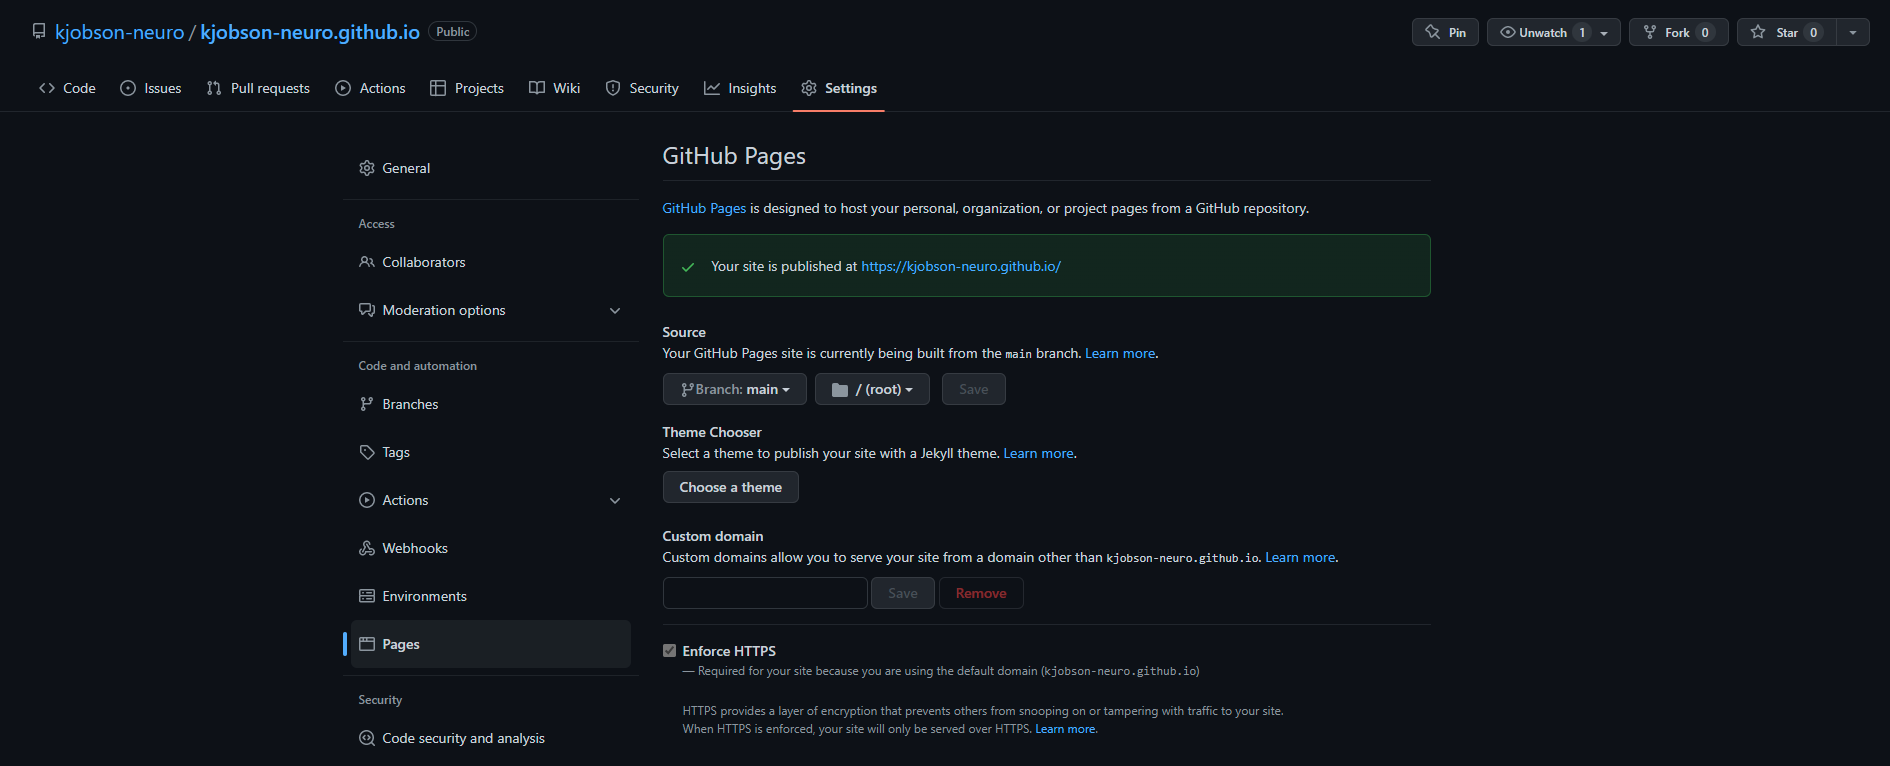 kjobson-neuro / kjobson-neuro.github.io Public
Pin Unwatch 1 Fork 0 Star 0
Code Issues Pull requests Actions Projects Wiki Security Insights Settings
General
Access
Collaborators
Moderation options
Code and automation
Branches
Tags
Actions
Webhooks
Environments
Pages
Security
Code security and analysis
GitHub Pages
GitHub Pages is designed to host your personal, organization, or project pages from a GitHub repository.
Your site is published at https://kjobson-neuro.github.io/
Source
Your GitHub Pages site is currently being built from the main branch. Learn more.
Branch: main / (root) Save
Theme Chooser
Select a theme to publish your site with a Jekyll theme. Learn more.
Choose a theme
Custom domain
Custom domains allow you to serve your site from a domain other than kjobson-neuro.github.io. Learn more.
Save Remove
Enforce HTTPS
— Required for your site because you are using the default domain (kjobson-neuro.github.io)
HTTPS provides a layer of encryption that prevents others from snooping on or tampering with traffic to your site.
When HTTPS is enforced, your site will only be served over HTTPS. Learn more.